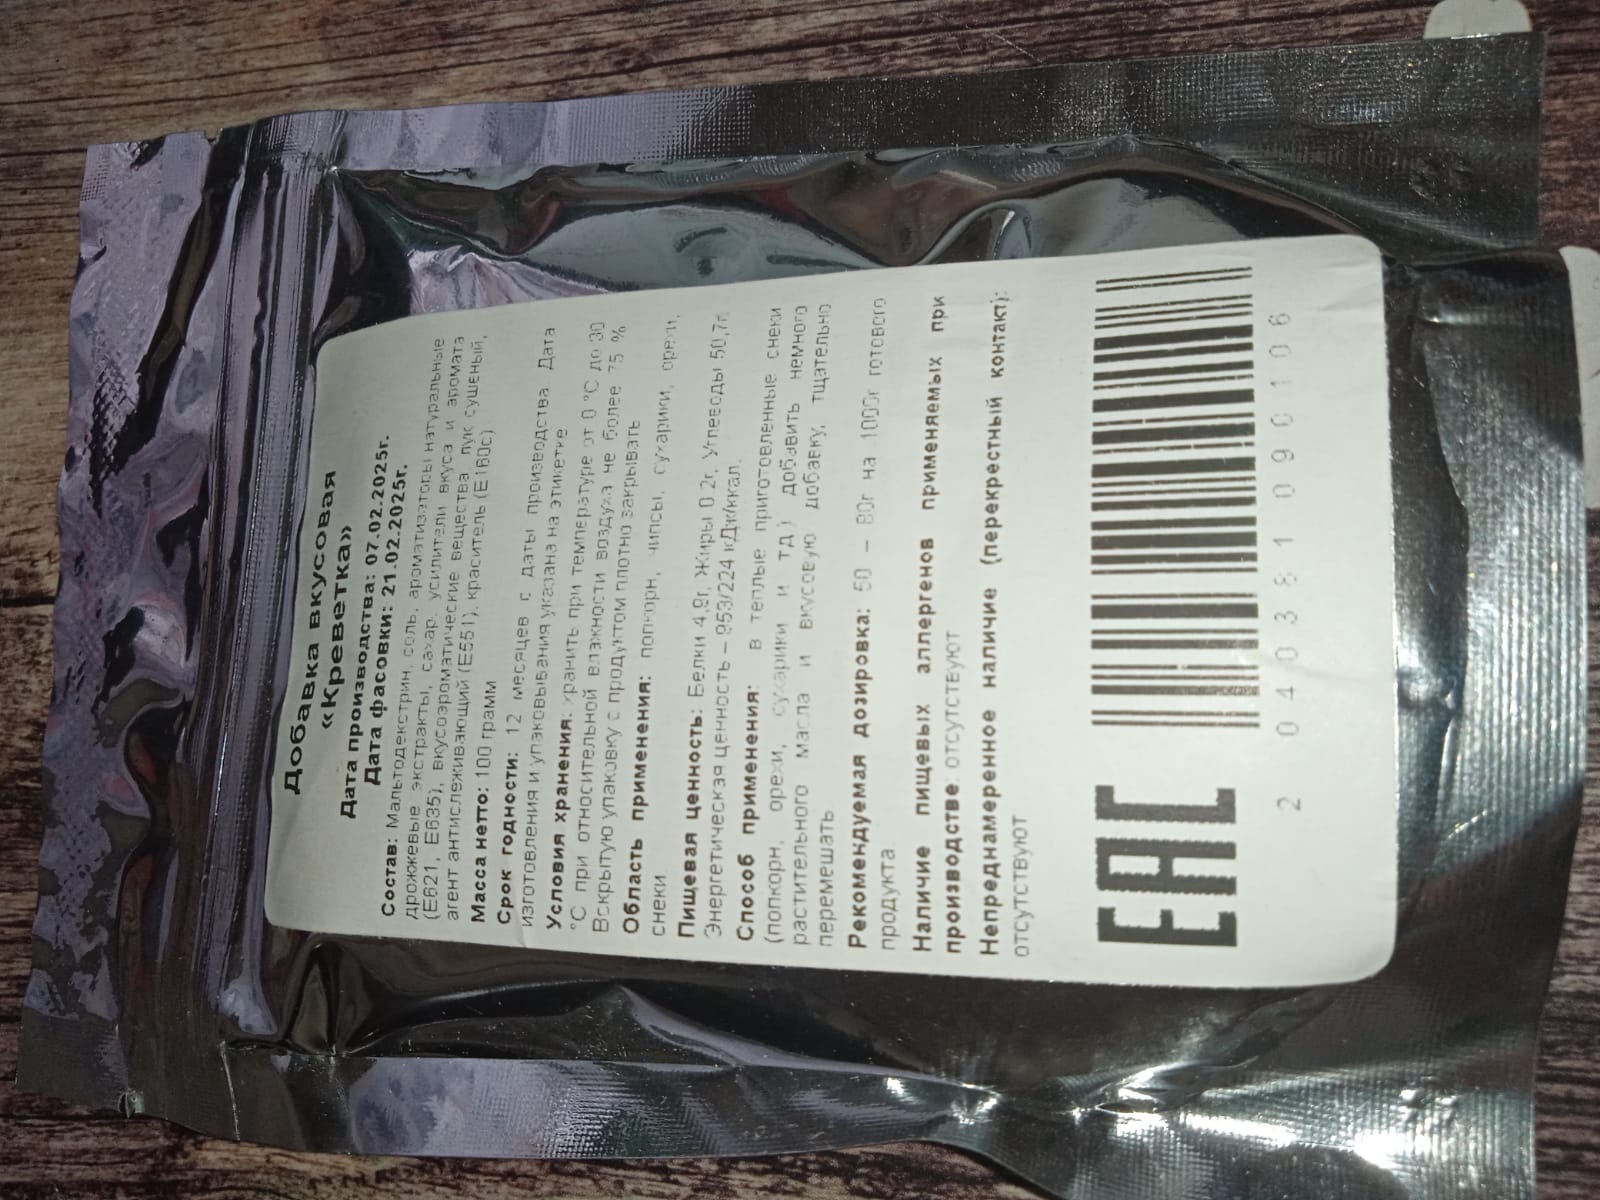 Добавка вкусовая
«Креветка»
Дата производства: 07.02.2025г.
Дата фасовки: 21.02.2025г.
Состав: Мальтодекстрин, соль, ароматизаторы натуральные
дрожжевые экстракты, сахар, усилители вкуса и аромата
(Е621, Е635), вкусоароматические вещества лук сушеный,
агент антислеживающий (Е551), краситель (Е160с)
Масса нетто: 100 грамм
Срок годности: 12 месяцев с даты производства Дата
изготовления и упаковывания указана на этикетке
Условия хранения: хранить при температуре от 0 °С до 30
°С при относительной влажности воздуха не более 75 %
Вскрытую упаковку с продуктом плотно закрывать
Область применения: попкорн, чипсы, сухарики, орехи,
снеки
Пищевая ценность: Белки 4,9г, Жиры 0 2г, Углеводы 50,7г
Энергетическая ценность – 953/224 кДж/ккал.
Способ применения: в теплые приготовленные снеки
(попкорн, орехи, сухарики и тд) добавить немного
растительного масла и вкусовую добавку, тщательно
перемешать
Рекомендуемая дозировка: 50 – 80г на 1000г готового
продукта
Наличие пищевых аллергенов применяемых при
производстве: отсутствуют
Непреднамеренное наличие (перекрестный контакт):
отсутствуют
EAC
2 040381 090106